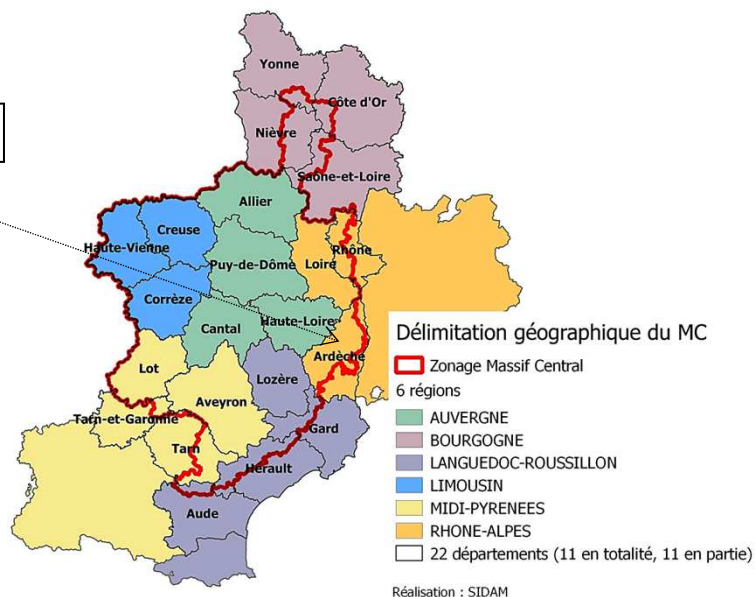 Yonne
Côte d'Or
Nièvre
Saône-et-Loire
Allier
Creuse
Haute-Vienne
Rhône
Loire
Puy-de-Dôme
Corrèze
Cantal
Haute-Loire
Ardèche
Lot
Lozère
Aveyron
Tarn-et-Garonne
Gard
Tarn
Hérault
Aude
Délimitation géographique du MC
Zonage Massif Central
6 régions
AUVERGNE
BOURGOGNE
LANGUEDOC-ROUSSILLON
LIMOUSIN
MIDI-PYRENEES
RHONE-ALPES
22 départements (11 en totalité, 11 en partie)
Réalisation : SIDAM